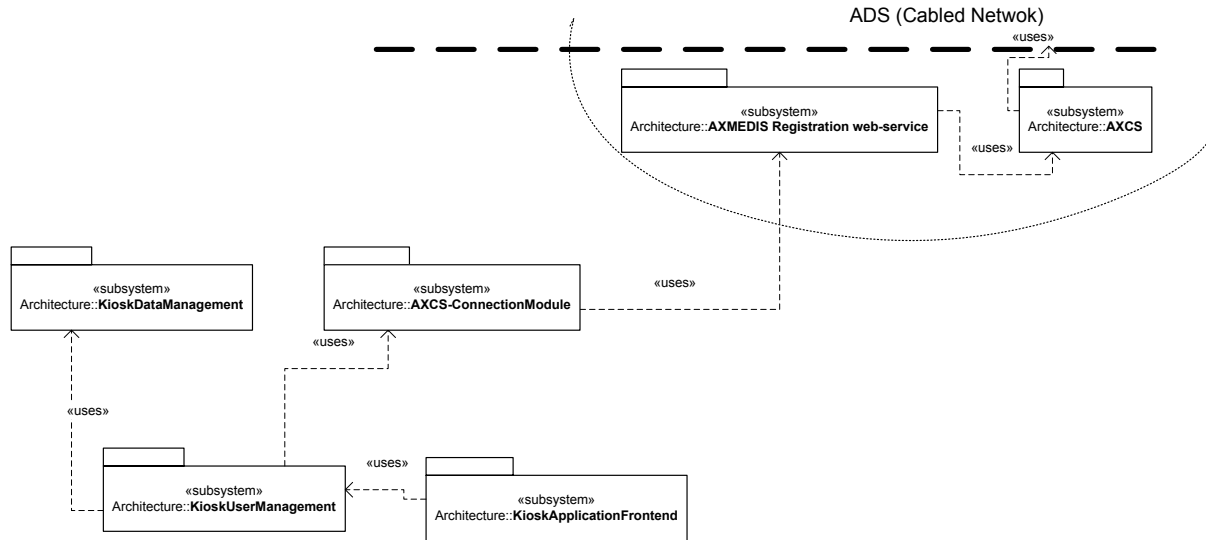 ADS (Cabled Netwok)
«uses»
«subsystem»
Architecture::AXMEDIS Registration web-service
«subsystem»
Architecture::AXCS
«uses»
«subsystem»
Architecture::KioskDataManagement
«subsystem»
Architecture::AXCS-ConnectionModule
«uses»
«uses»
«uses»
«subsystem»
Architecture::KioskUserManagement
«uses»
«subsystem»
Architecture::KioskApplicationFrontend